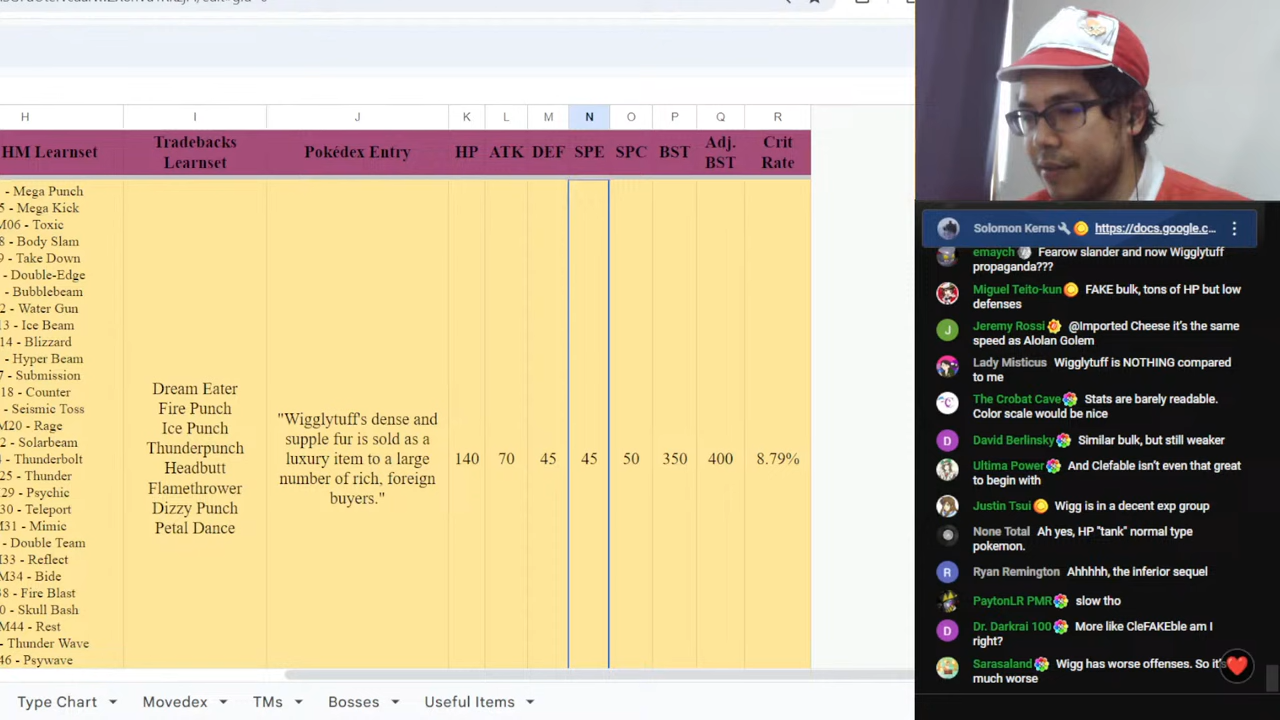 H I J K L M N O P Q R
HM Learnset
Tradebacks
Learnset
Pokédex Entry
HP ATK DEF SPE SPC BST
Adj.
BST
Crit
Rate
- Mega Punch
5 - Mega Kick
M06 - Toxic
8 - Body Slam
9 - Take Down
- Double-Edge
- Bubblebeam
2 - Water Gun
13 - Ice Beam
14 - Blizzard
- Hyper Beam
7 - Submission
18 - Counter
- Seismic Toss
M20 - Rage
2 - Solarbeam
4 - Thunderbolt
25 - Thunder
M29 - Psychic
30 - Teleport
M31 - Mimic
- Double Team
M33 - Reflect
M34 - Bide
38 - Fire Blast
0 - Skull Bash
M44 - Rest
- Thunder Wave
46 - Psywave
Dream Eater
Fire Punch
Ice Punch
Thunderpunch
Headbutt
Flamethrower
Dizzy Punch
Petal Dance
"Wigglytuff's dense and
supple fur is sold as a
luxury item to a large
number of rich, foreign
buyers."
140 70 45 45 50 350 400 8.79%
Type Chart Movedex TMs Bosses Useful Items
Solomon Kerns https://docs.google.c...
emaych Fearow slander and now Wigglytuff
propaganda???
Miguel Teito-kun FAKE bulk, tons of HP but low
defenses
Jeremy Rossi @Imported Cheese it's the same
speed as Alolan Golem
Lady Misticus Wigglytuff is NOTHING compared
to me
The Crobat Cave Stats are barely readable.
Color scale would be nice
David Berlinsky Similar bulk, but still weaker
Ultima Power And Clefable isn't even that great
to begin with
Justin Tsui Wigg is in a decent exp group
None Total Ah yes, HP "tank" normal type
pokemon.
Ryan Remington Ahhhhh, the inferior sequel
PaytonLR PMR slow tho
Dr. Darkrai 100 More like CleFAKEble am I
right?
Sarasaland Wigg has worse offenses. So it's
much worse